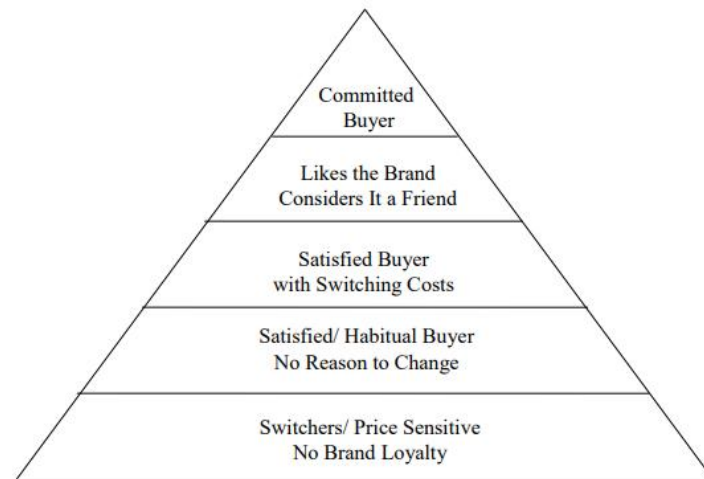 Committed
Buyer
Likes the Brand
Considers It a Friend
Satisfied Buyer
with Switching Costs
Satisfied/ Habitual Buyer
No Reason to Change
Switchers/ Price Sensitive
No Brand Loyalty